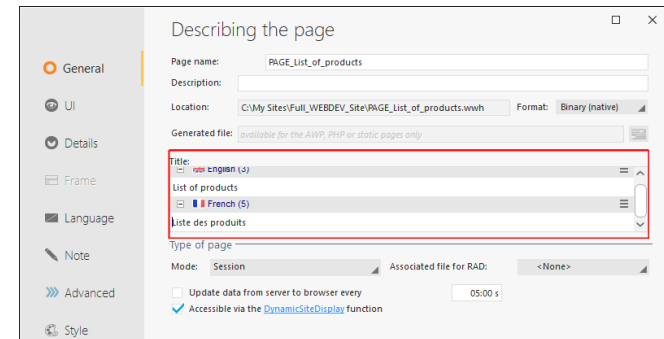 Describing the page
General
UI
Details
Frame
Language
Note
Advanced
Style
Page name: PAGE_List_of_products
Description:
Location: C:\My Sites\Full_WEBDEV_Site\PAGE_List_of_products.wwh Format: Binary (native)
Generated file: available for the AWP, PHP or static pages only
Title:
English (3)
List of products
French (5)
Liste des produits
Type of page
Mode: Session Associated file for RAD: <None>
Update data from server to browser every 05:00 s
Accessible via the DynamicSiteDisplay function